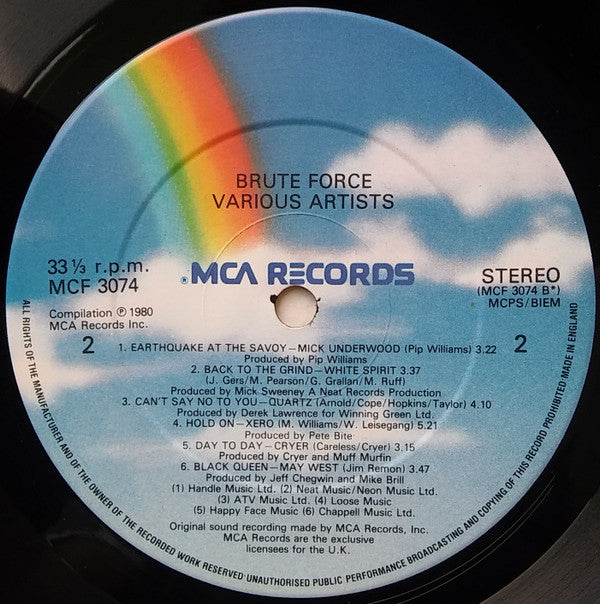 BRUTE FORCE
VARIOUS ARTISTS
33⅓ r.p.m.
MCF 3074
® MCA RECORDS
STEREO
(MCF 3074 B*)
MCPS/BIEM
Compilation ℗ 1980
MCA Records Inc.
2
2
1. EARTHQUAKE AT THE SAVOY—MICK UNDERWOOD (Pip Williams) 3.22
Produced by Pip Williams
2. BACK TO THE GRIND—WHITE SPIRIT 3.37
(J. Gers/M. Pearson/G. Grallan/M. Ruff)
Produced by Mick Sweeney A Neat Records Production
3. CAN'T SAY NO TO YOU—QUARTZ (Arnold/Cope/Hopkins/Taylor) 4.10
Produced by Derek Lawrence for Winning Green Ltd.
4. HOLD ON—XERO (M. Williams/W. Leisegang) 5.21
Produced by Pete Bite
5. DAY TO DAY—CRYER (Careless/Cryer) 3.15
Produced by Cryer and Muff Murfin
6. BLACK QUEEN—MAY WEST (Jim Remon) 3.47
Produced by Jeff Chegwin and Mike Brill
(1) Handle Music Ltd. (2) Neat Music/Neon Music Ltd.
(3) ATV Music Ltd. (4) Loose Music
(5) Happy Face Music (6) Chappell Music Ltd.
Original sound recording made by MCA Records, Inc.
MCA Records are the exclusive
licensees for the U.K.
ALL RIGHTS OF THE MANUFACTURER AND OF THE OWNER OF THE RECORDED WORK RESERVED·UNAUTHORISED PUBLIC PERFORMANCE BROADCASTING AND COPYING OF THIS RECORD PROHIBITED·MADE IN ENGLAND